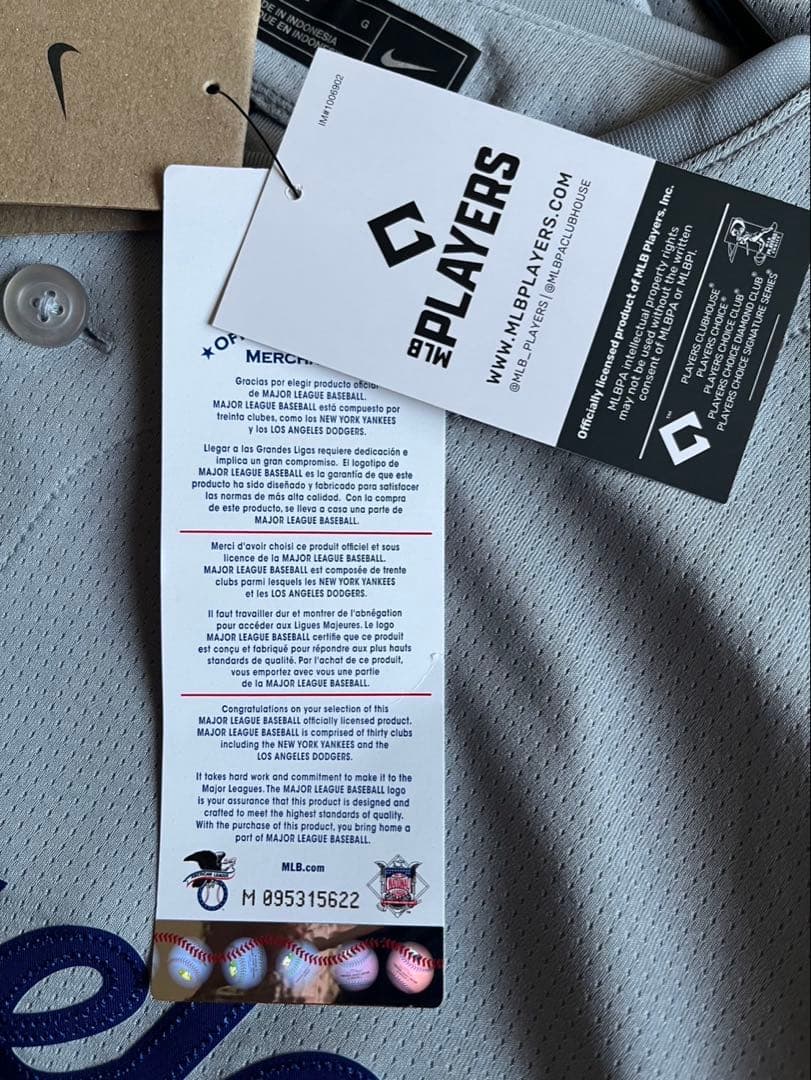 DE IN INDONESIA
UE EN INDONE
G
IM#1006902
MLB PLAYERS
WWW.MLBPLAYERS.COM
@MLB_PLAYERS | @MLBPACLUBHOUSE
Officially licensed product of MLB Players, Inc.
MLBPA intellectual property rights
may not be used without the written
consent of MLBPA or MLBPI.
PLAYERS CLUBHOUSE®
PLAYERS CHOICE®
PLAYERS CHOICE CLUB®
PLAYERS CHOICE DIAMOND CLUB®
PLAYERS CHOICE SIGNATURE SERIES®
™
★OF
MERCH
Gracias por elegir producto oficial
de MAJOR LEAGUE BASEBALL.
MAJOR LEAGUE BASEBALL está compuesto por
treinta clubes, como los NEW YORK YANKEES
y los LOS ANGELES DODGERS.
Llegar a las Grandes Ligas requiere dedicación e
implica un gran compromiso. El logotipo de
MAJOR LEAGUE BASEBALL es la garantía de que este
producto ha sido diseñado y fabricado para satisfacer
las normas de más alta calidad. Con la compra
de este producto, se lleva a casa una parte de
MAJOR LEAGUE BASEBALL.
Merci d'avoir choisi ce produit officiel et sous
licence de la MAJOR LEAGUE BASEBALL.
MAJOR LEAGUE BASEBALL est composée de trente
clubs parmi lesquels les NEW YORK YANKEES
et les LOS ANGELES DODGERS.
Il faut travailler dur et montrer de l'abnégation
pour accéder aux Ligues Majeures. Le logo
MAJOR LEAGUE BASEBALL certifie que ce produit
est conçu et fabriqué pour répondre aux plus hauts
standards de qualité. Par l'achat de ce produit,
vous emportez avec vous une partie
de la MAJOR LEAGUE BASEBALL.
Congratulations on your selection of this
MAJOR LEAGUE BASEBALL officially licensed product.
MAJOR LEAGUE BASEBALL is comprised of thirty clubs
including the NEW YORK YANKEES and the
LOS ANGELES DODGERS.
It takes hard work and commitment to make it to the
Major Leagues. The MAJOR LEAGUE BASEBALL logo
is your assurance that this product is designed and
crafted to meet the highest standards of quality.
With the purchase of this product, you bring home a
part of MAJOR LEAGUE BASEBALL.
MLB.com
AMERICAN LEAGUE
NATIONAL
M 095315622